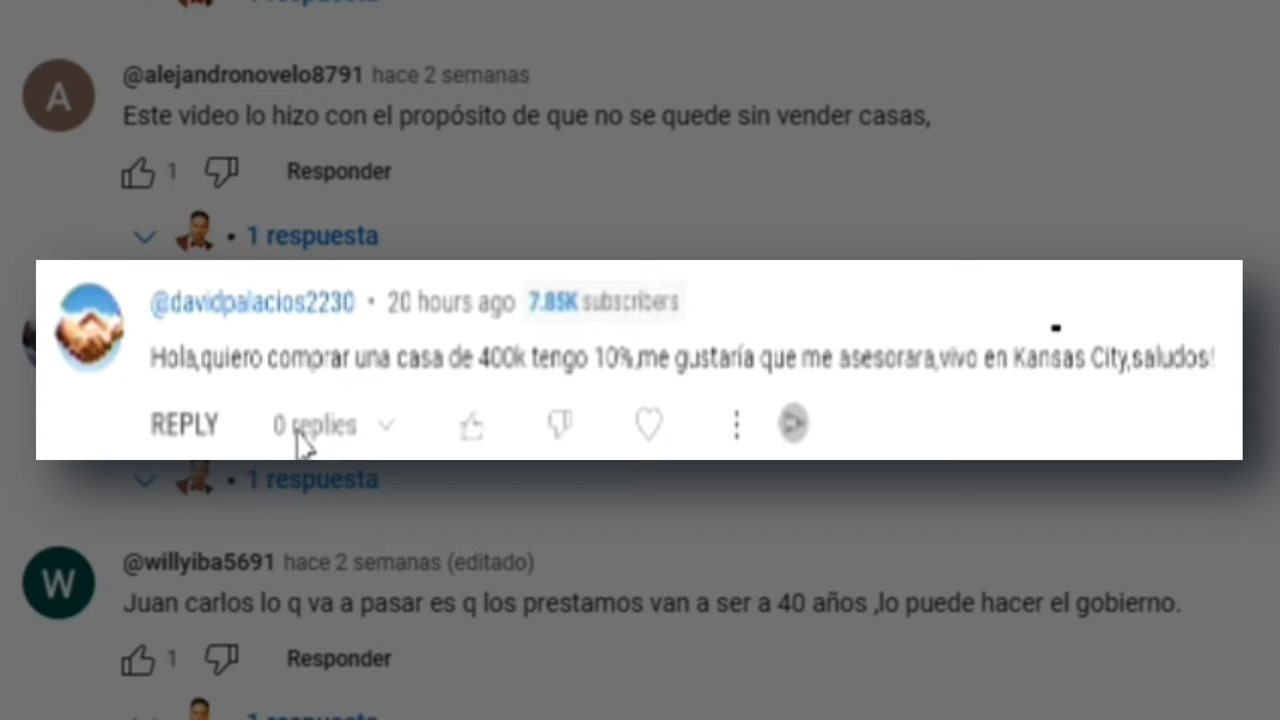 1 respuesta
A
@alejandronovelo8791 hace 2 semanas
Este video lo hizo con el propósito de que no se quede sin vender casas,
1 Responder
• 1 respuesta
@davidpalacios2230 • 20 hours ago 7.85K subscribers
Hola,quiero comprar una casa de 400k tengo 10%,me gustaría que me asesorara,vivo en Kansas City,saludos!
REPLY 0 replies
• 1 respuesta
W
@willyiba5691 hace 2 semanas (editado)
Juan carlos lo q va a pasar es q los prestamos van a ser a 40 años ,lo puede hacer el gobierno.
1 Responder
1 respuesta